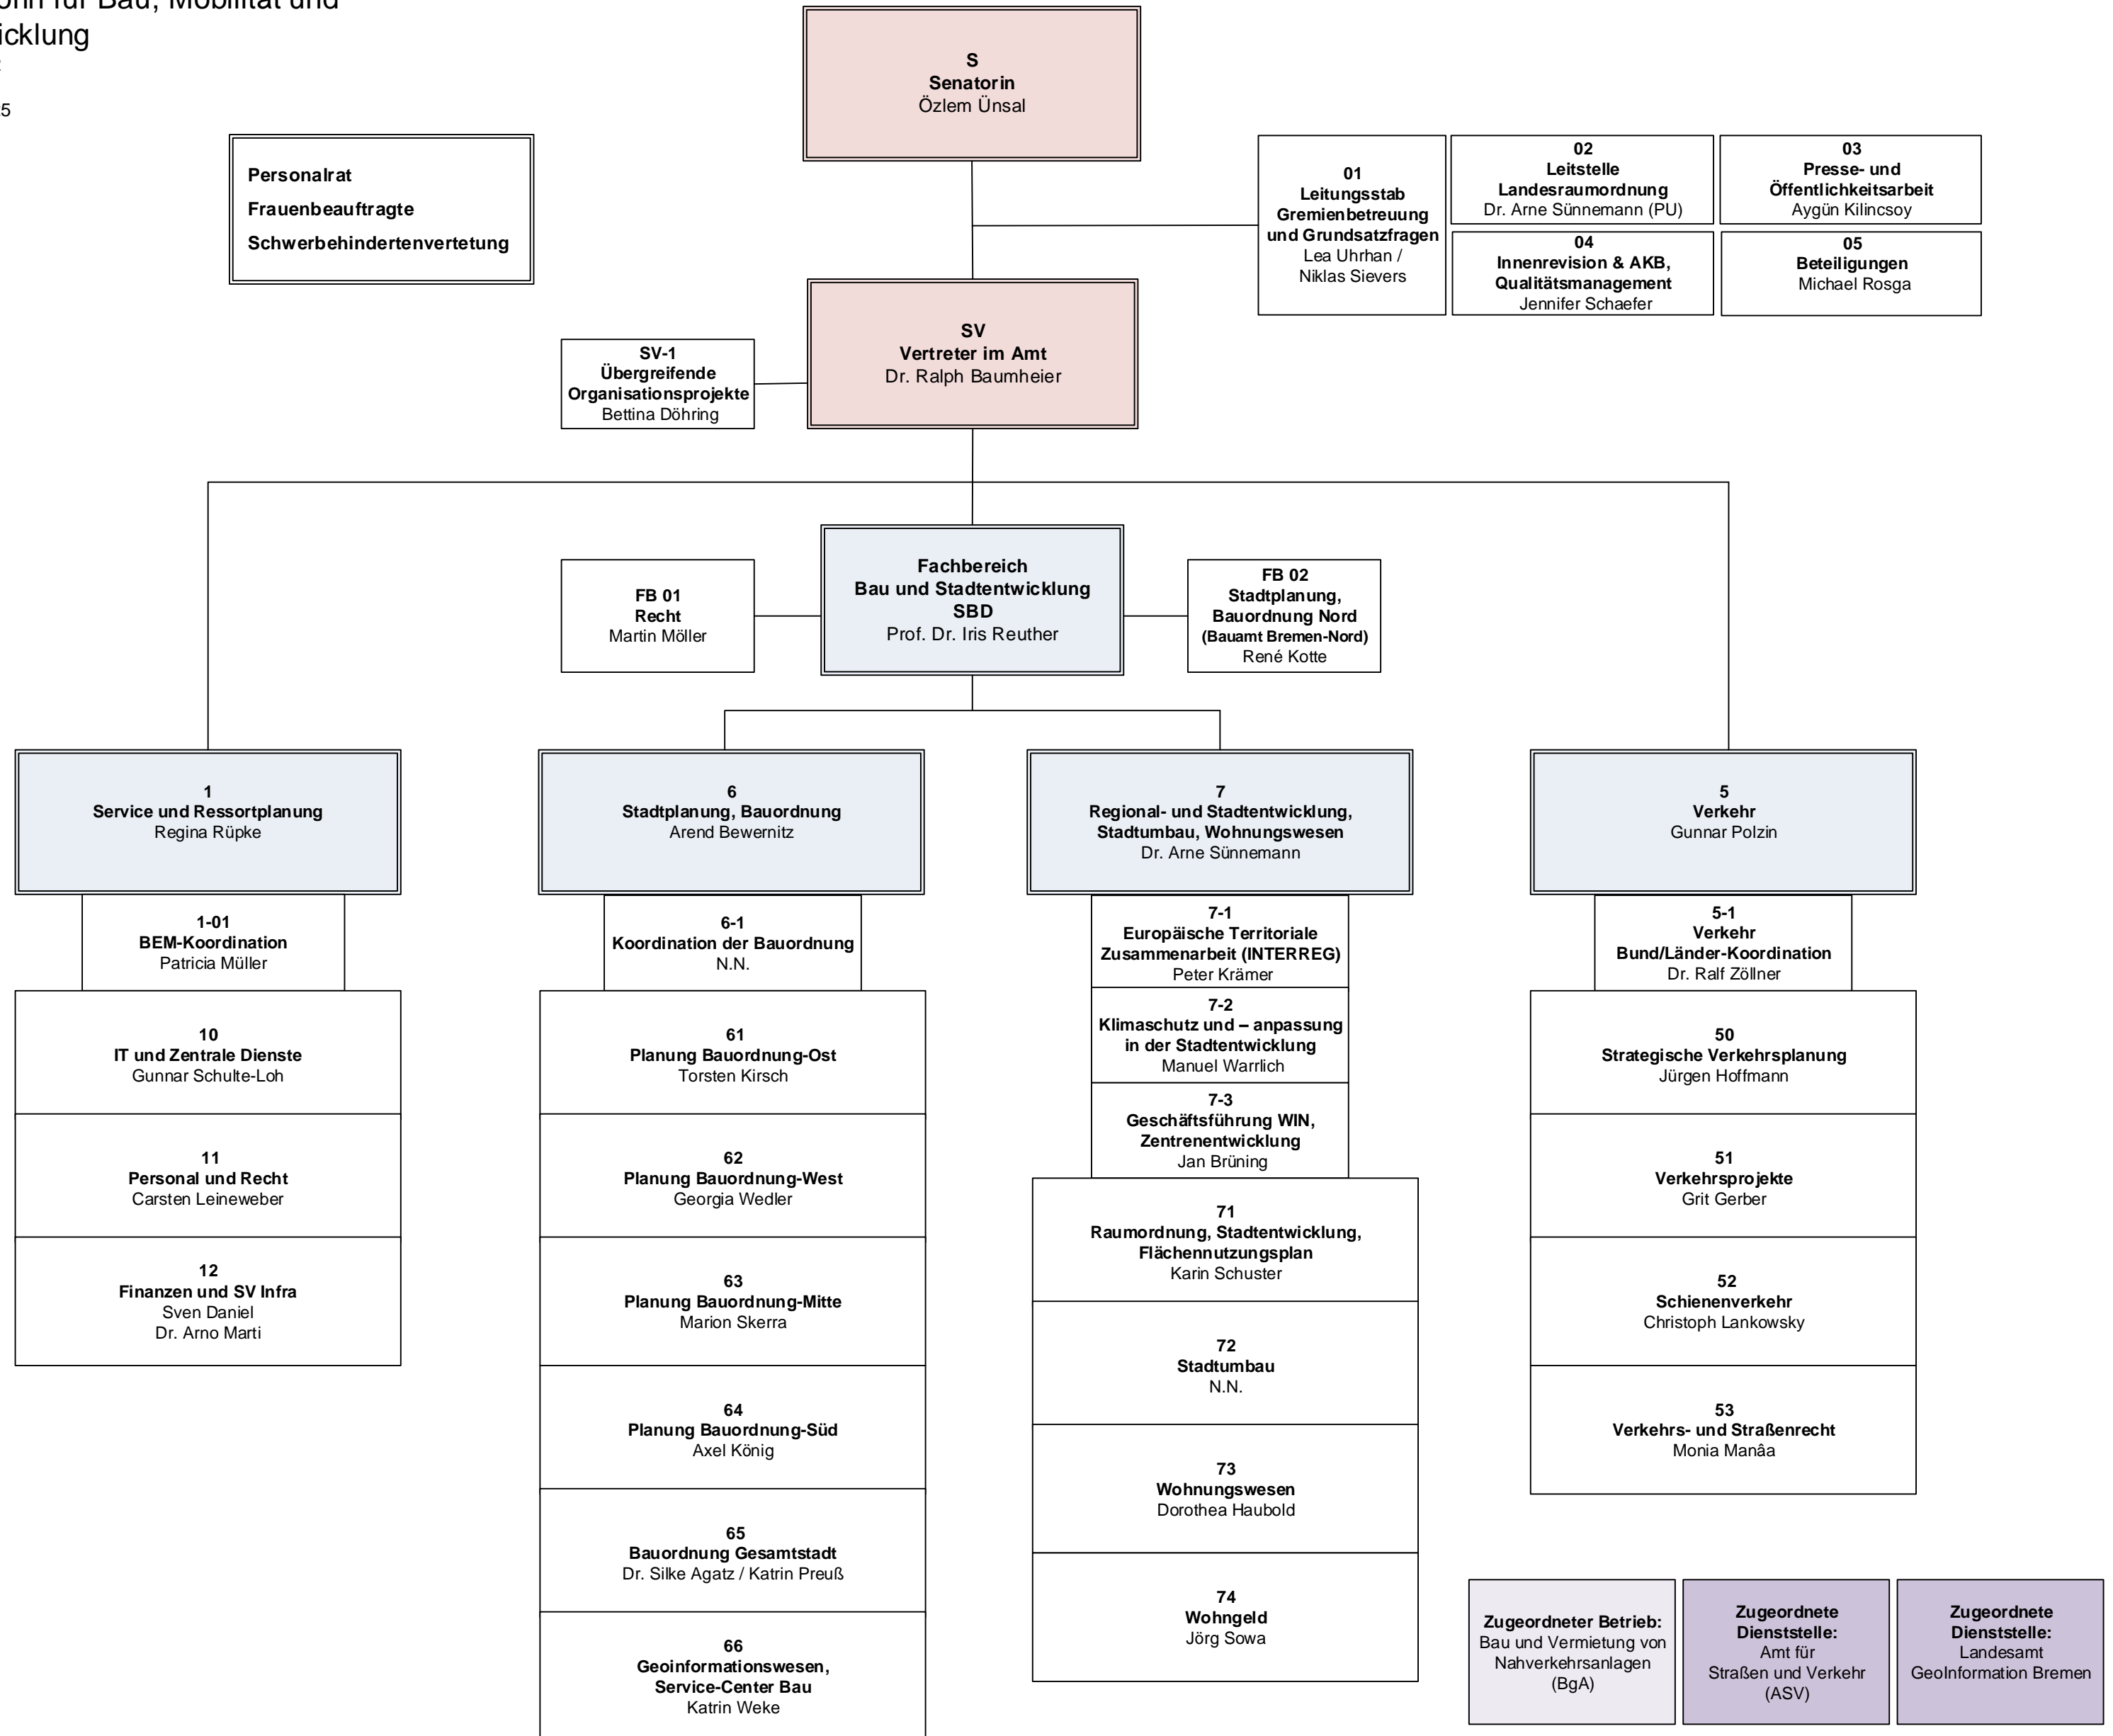 für Bau, Mobilität und
S
Senatorin
Özlem Ünsal
Personalrat
Frauenbeauftragte
Schwerbehindertenvertetung
01
Leitungsstab
Gremienbetreuung
und Grundsatzfragen
Lea Uhrhan /
Niklas Sievers
02
Leitstelle
Landesraumordnung
Dr. Arne Sünnemann (PU)
03
Presse- und
Öffentlichkeitsarbeit
Aygün Kilincsoy
04
Innenrevision & AKB,
Qualitätsmanagement
Jennifer Schaefer
05
Beteiligungen
Michael Rosga
SV
Vertreter im Amt
Dr. Ralph Baumheier
SV-1
Übergreifende
Organisationsprojekte
Bettina Döhring
Fachbereich
Bau und Stadtentwicklung
SBD
Prof. Dr. Iris Reuther
FB 01
Recht
Martin Möller
FB 02
Stadtplanung,
Bauordnung Nord
(Bauamt Bremen-Nord)
René Kotte
1
Service und Ressortplanung
Regina Rüpke
1-01
BEM-Koordination
Patricia Müller
10
IT und Zentrale Dienste
Gunnar Schulte-Loh
11
Personal und Recht
Carsten Leineweber
12
Finanzen und SV Infra
Sven Daniel
Dr. Arno Marti
6
Stadtplanung, Bauordnung
Arend Bewernitz
6-1
Koordination der Bauordnung
N.N.
61
Planung Bauordnung-Ost
Torsten Kirsch
62
Planung Bauordnung-West
Georgia Wedler
63
Planung Bauordnung-Mitte
Marion Skerra
64
Planung Bauordnung-Süd
Axel König
65
Bauordnung Gesamtstadt
Dr. Silke Agatz / Katrin Preuß
66
Geoinformationswesen,
Service-Center Bau
Katrin Weke
7
Regional- und Stadtentwicklung,
Stadtumbau, Wohnungswesen
Dr. Arne Sünnemann
7-1
Europäische Territoriale
Zusammenarbeit (INTERREG)
Peter Krämer
7-2
Klimaschutz und – anpassung
in der Stadtentwicklung
Manuel Warrlich
7-3
Geschäftsführung WIN,
Zentrenentwicklung
Jan Brüning
71
Raumordnung, Stadtentwicklung,
Flächennutzungsplan
Karin Schuster
72
Stadtumbau
N.N.
73
Wohnungswesen
Dorothea Haubold
74
Wohngeld
Jörg Sowa
5
Verkehr
Gunnar Polzin
5-1
Verkehr
Bund/Länder-Koordination
Dr. Ralf Zöllner
50
Strategische Verkehrsplanung
Jürgen Hoffmann
51
Verkehrsprojekte
Grit Gerber
52
Schienenverkehr
Christoph Lankowsky
53
Verkehrs- und Straßenrecht
Monia Manâa
Zugeordneter Betrieb:
Bau und Vermietung von
Nahverkehrsanlagen
(BgA)
Zugeordnete
Dienststelle:
Amt für
Straßen und Verkehr
(ASV)
Zugeordnete
Dienststelle:
Landesamt
GeoInformation Bremen